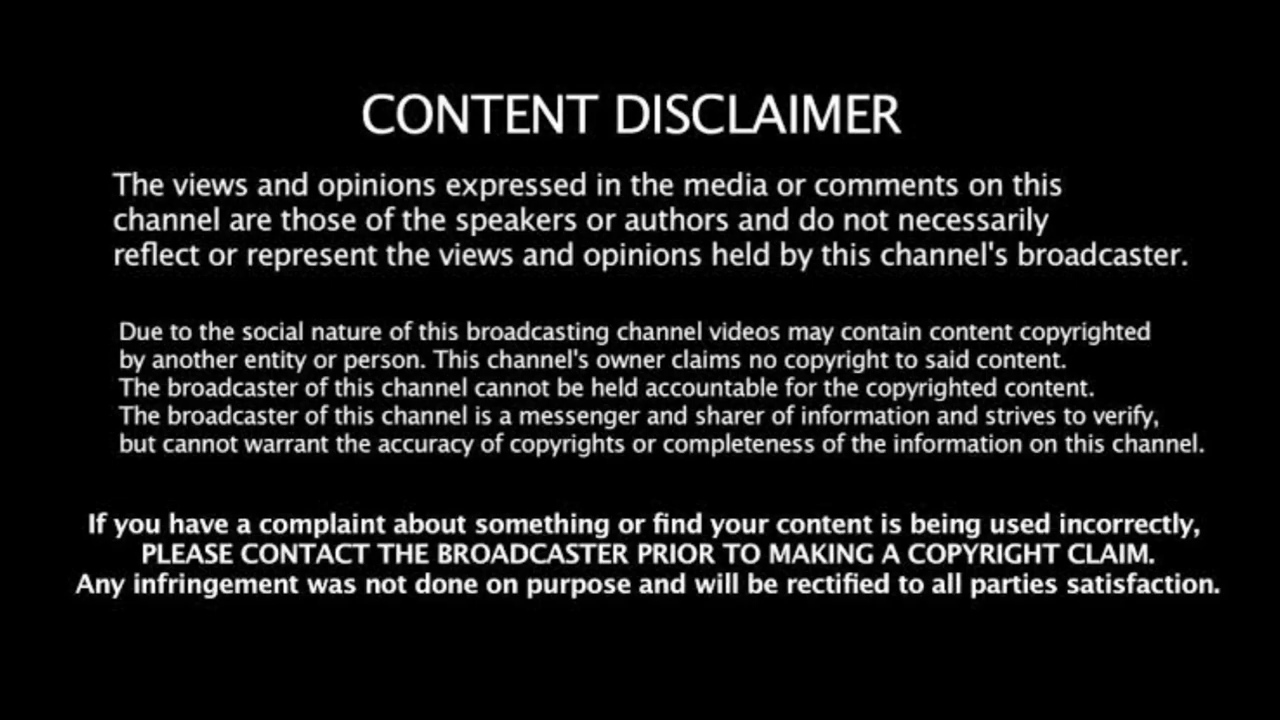 CONTENT DISCLAIMER
The views and opinions expressed in the media or comments on this
channel are those of the speakers or authors and do not necessarily
reflect or represent the views and opinions held by this channel's broadcaster.
Due to the social nature of this broadcasting channel videos may contain content copyrighted
by another entity or person. This channel's owner claims no copyright to said content.
The broadcaster of this channel cannot be held accountable for the copyrighted content.
The broadcaster of this channel is a messenger and sharer of information and strives to verify,
but cannot warrant the accuracy of copyrights or completeness of the information on this channel.
If you have a complaint about something or find your content is being used incorrectly,
PLEASE CONTACT THE BROADCASTER PRIOR TO MAKING A COPYRIGHT CLAIM.
Any infringement was not done on purpose and will be rectified to all parties satisfaction.